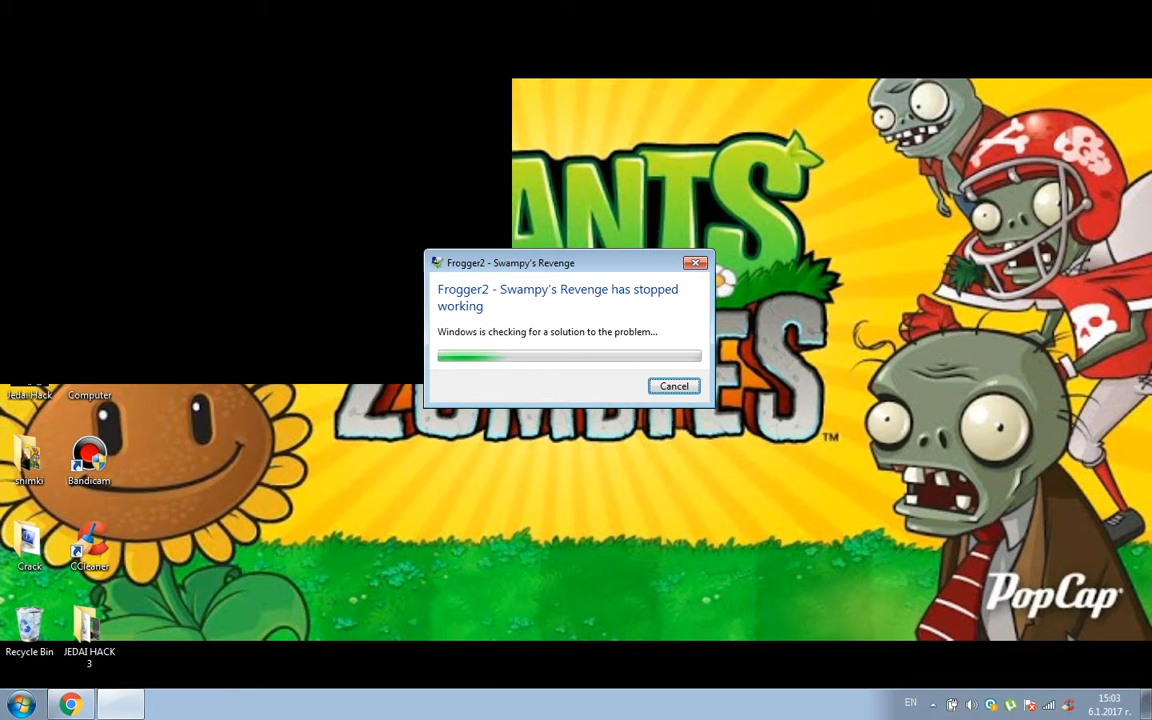 ANTS
ZOMBIES
TM
PopCap
Frogger2 - Swampy's Revenge
Frogger2 - Swampy's Revenge has stopped
working
Windows is checking for a solution to the problem...
Cancel
Jedai Hack
Computer
snimki
Bandicam
Crack
CCleaner
Recycle Bin
JEDAI HACK
3
EN
15:03
6.1.2017 г.